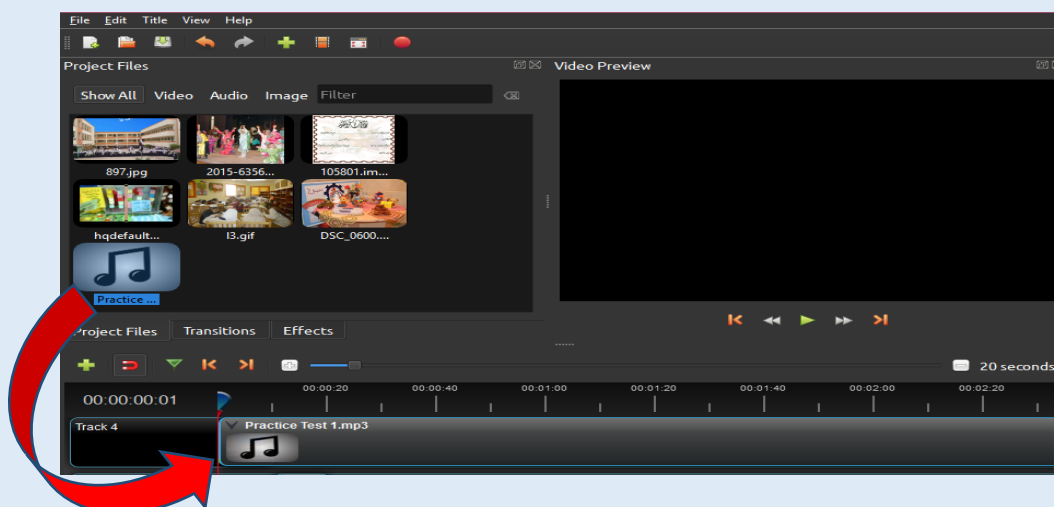 File Edit Title View Help
Project Files
Video Preview
Show All Video Audio Image Filter
897.jpg 2015-6356... 105801.im...
hqdefault... I3.gif DSC_0600....
Practice ...
Project Files Transitions Effects
20 seconds
00:00:00:01
00:00:20 00:00:40 00:01:00 00:01:20 00:01:40 00:02:00 00:02:20
Track 4
Practice Test 1.mp3